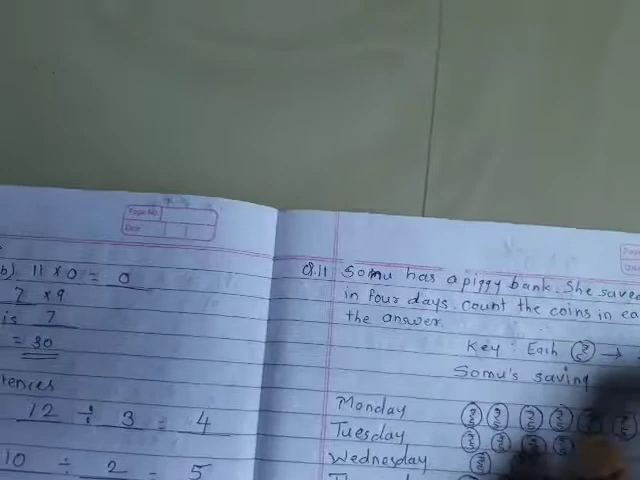 Page No.
Date
b) 11 × 0 = 0
7 × 9
is 7
= 30
tences
12 ÷ 3 = 4
10 ÷ 2 = 5
Q.11 Somu has a piggy bank. She saved
in four days. count the coins in ea
the answer.
Key : Each →
Somu's saving
Monday
Tuesday
Wednesday